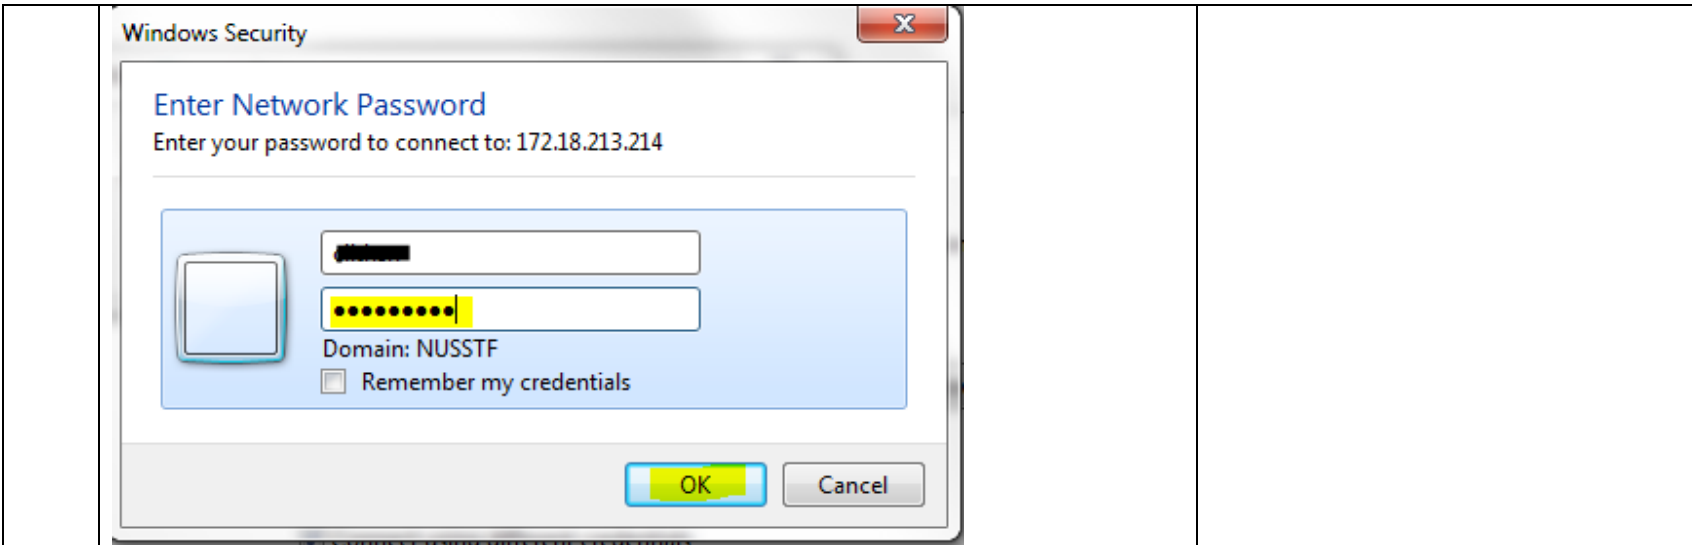 Windows Security
Enter Network Password
Enter your password to connect to: 172.18.213.214
•••••••••
Domain: NUSSTF
Remember my credentials
OK
Cancel